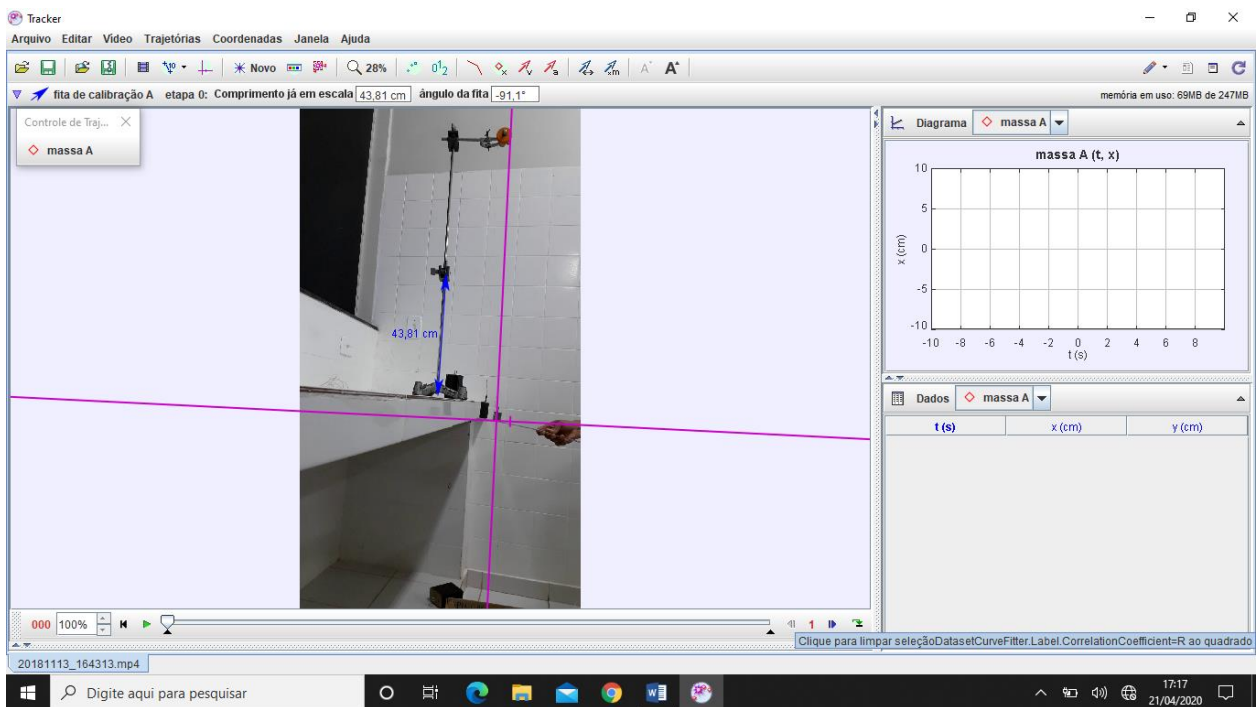 Tracker
Arquivo Editar Video Trajetórias Coordenadas Janela Ajuda
Novo 28% A A
fita de calibração A etapa 0: Comprimento já em escala 43,81 cm ângulo da fita -91,1° memória em uso: 69MB de 247MB
Controle de Traj...
massa A
43,81 cm
Diagrama massa A
massa A (t, x)
x (cm)
10
5
0
-5
-10
-10 -8 -6 -4 -2 0 2 4 6 8
t (s)
Dados massa A
t (s) x (cm) y (cm)
000 100% 1
Clique para limpar seleçãoDatasetCurveFitter.Label.CorrelationCoefficient=R ao quadrado
20181113_164313.mp4
Digite aqui para pesquisar
17:17
21/04/2020